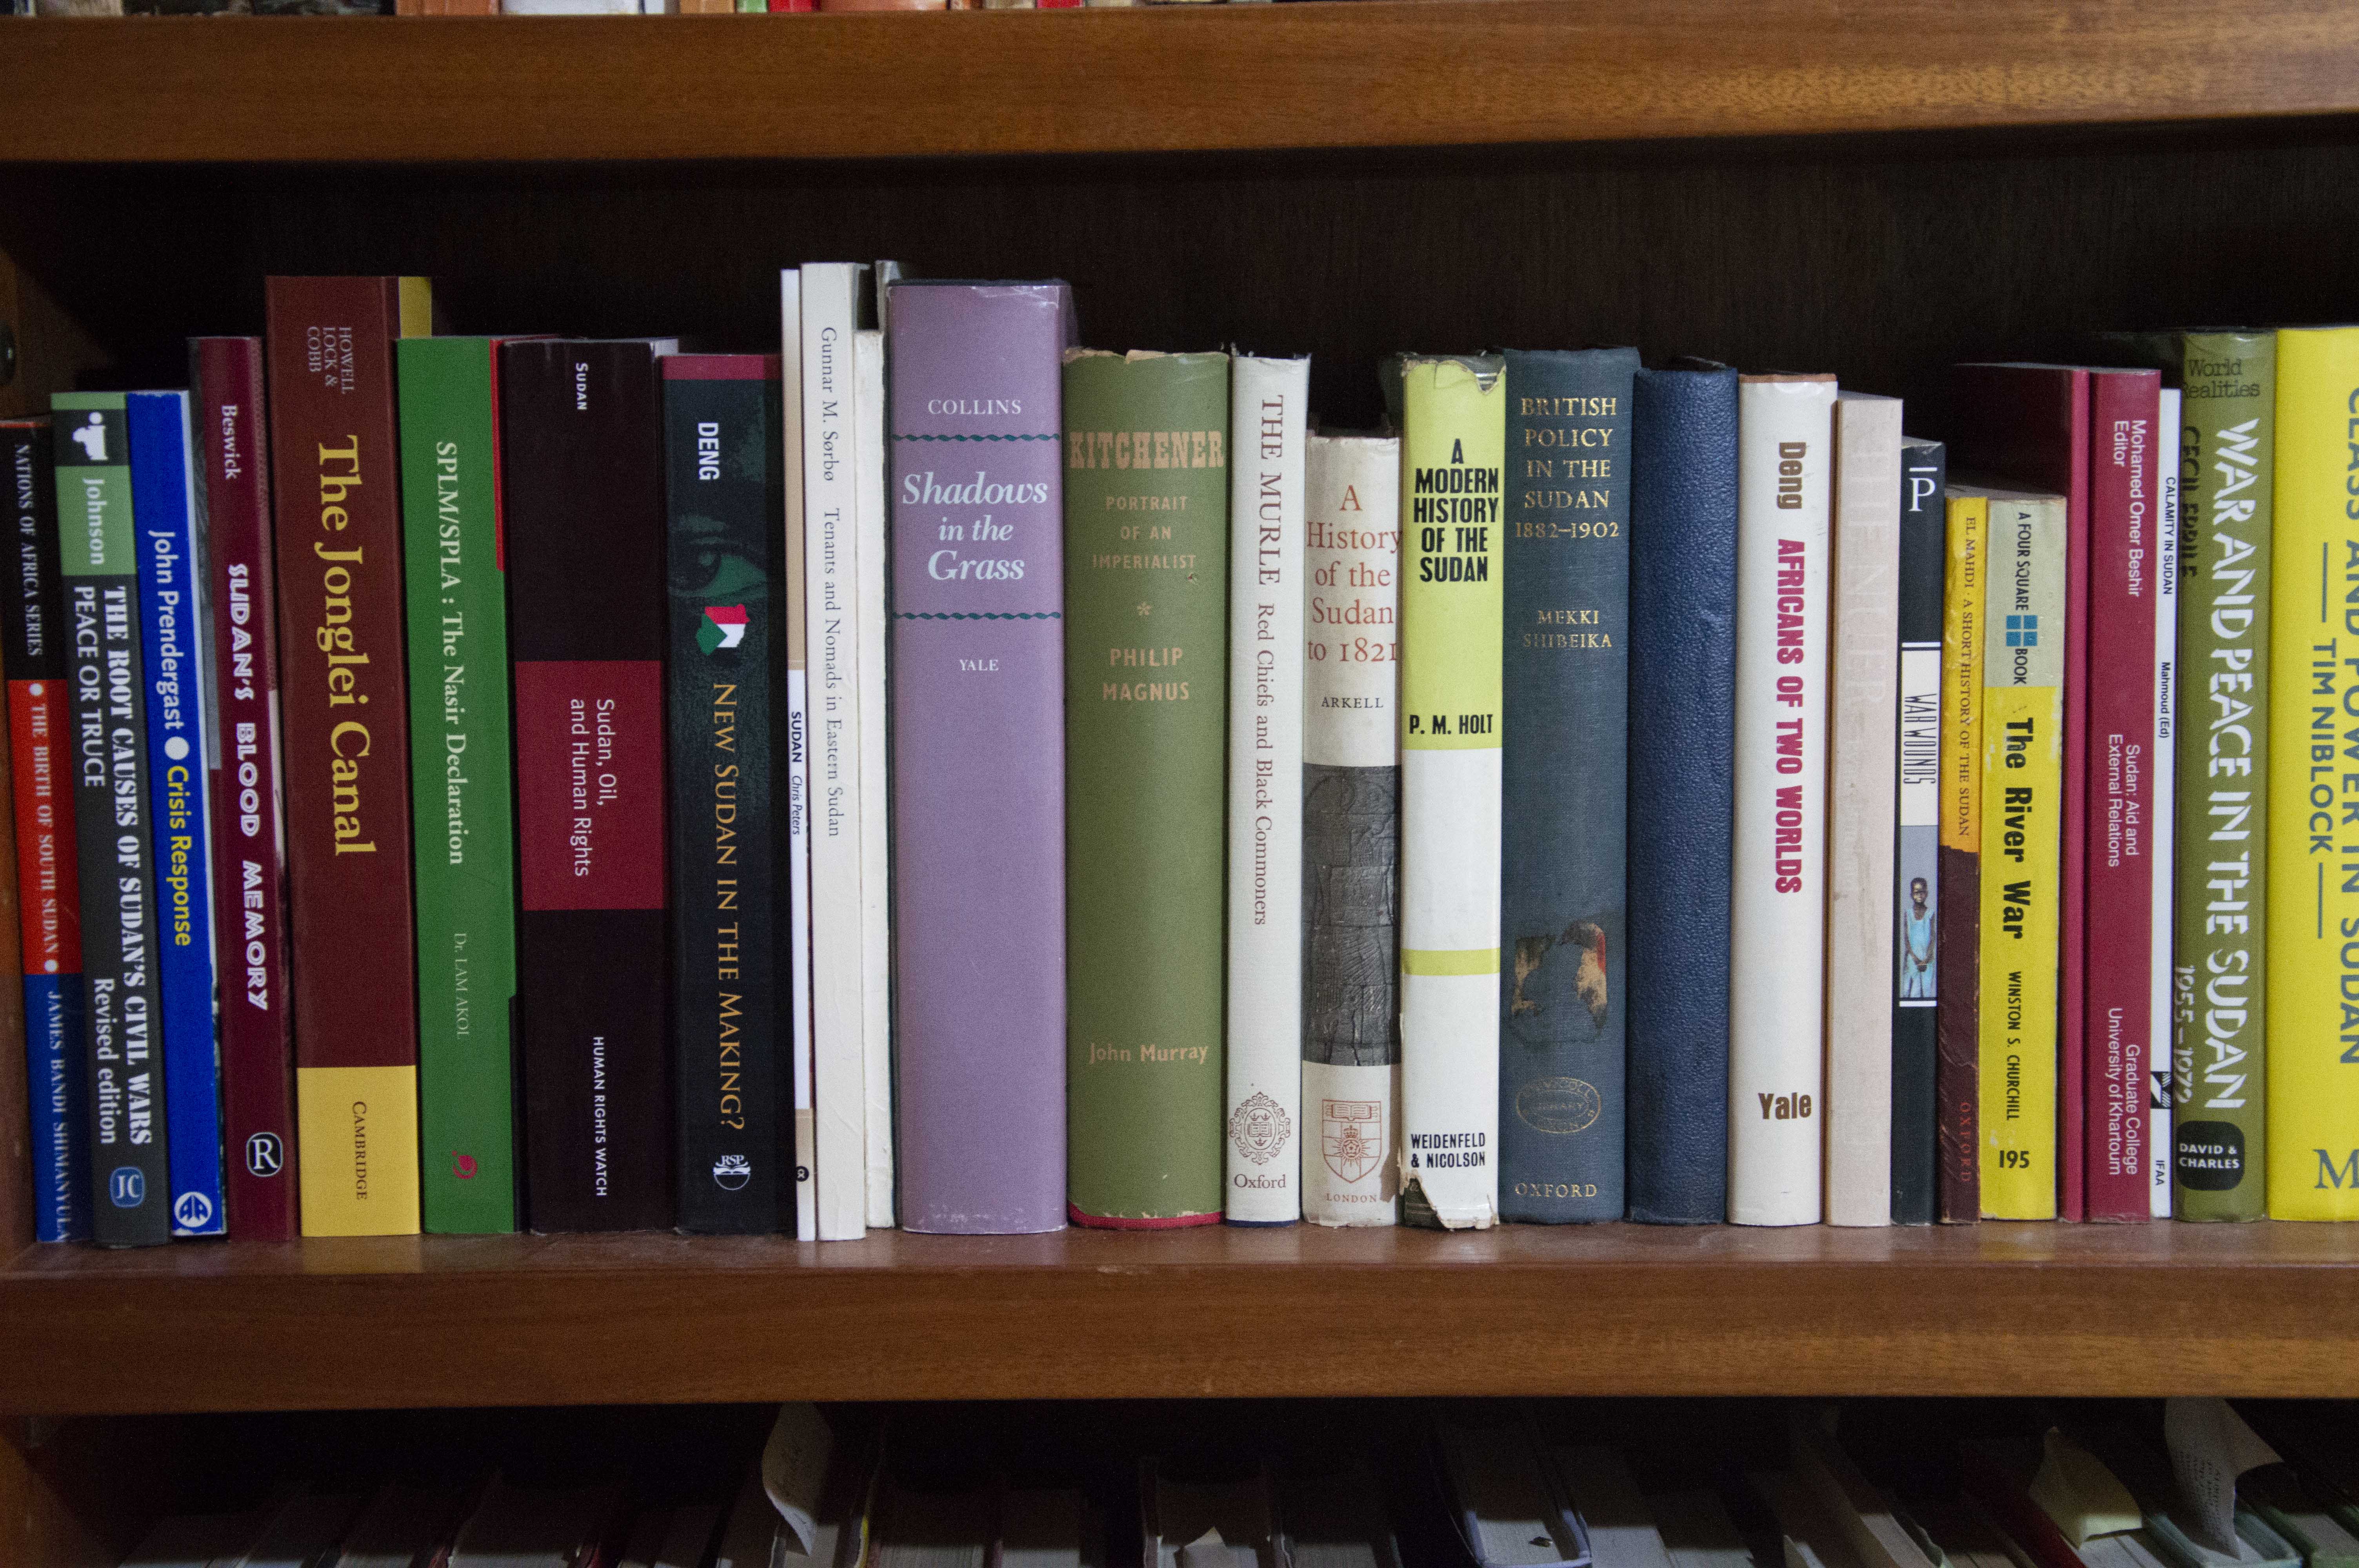 NATIONS OF AFRICA SERIES
THE BIRTH OF SOUTH SUDAN
JAMES BANDI SHIMANYULA
Johnson
THE ROOT CAUSES OF SUDAN'S CIVIL WARS
PEACE OR TRUCE
Revised edition
JC
John Prendergast
Crisis Response
Beswick
SUDAN'S BLOOD MEMORY
R
HOWELL
LOCK &
COBB
The Jonglei Canal
CAMBRIDGE
SPLM/SPLA : The Nasir Declaration
Dr. LAM AKOL
SUDAN
Sudan, Oil,
and Human Rights
HUMAN RIGHTS WATCH
DENG
NEW SUDAN IN THE MAKING?
RSP
SUDAN Chris Peters
Gunnar M. Sørbø Tenants and Nomads in Eastern Sudan
COLLINS
Shadows
in the
Grass
YALE
KITCHENER
PORTRAIT
OF AN
IMPERIALIST
*
PHILIP
MAGNUS
John Murray
THE MURLE Red Chiefs and Black Commoners
Oxford
A
History
of the
Sudan
to 1821
ARKELL
LONDON
A
MODERN
HISTORY
OF THE
SUDAN
P. M. HOLT
WEIDENFELD
& NICOLSON
BRITISH
POLICY
IN THE
SUDAN
1882–1902
MEKKI
SHIBEIKA
OXFORD
Deng
AFRICANS OF TWO WORLDS
Yale
P
WAR WOUNDS
EL MAHDI · A SHORT HISTORY OF THE SUDAN
OXFORD
A FOUR SQUARE BOOK
The River War
WINSTON S. CHURCHILL
195
Mohamed Omer Beshir
Editor
Sudan: Aid and
External Relations
Graduate College
University of Khartoum
CALAMITY IN SUDAN
Mahmoud (Ed)
IFAA
World
Realities
CECIL EPRILE
WAR AND PEACE IN THE SUDAN
1955–1972
DAVID &
CHARLES
CLASS AND POWER IN SUDAN
TIM NIBLOCK
M